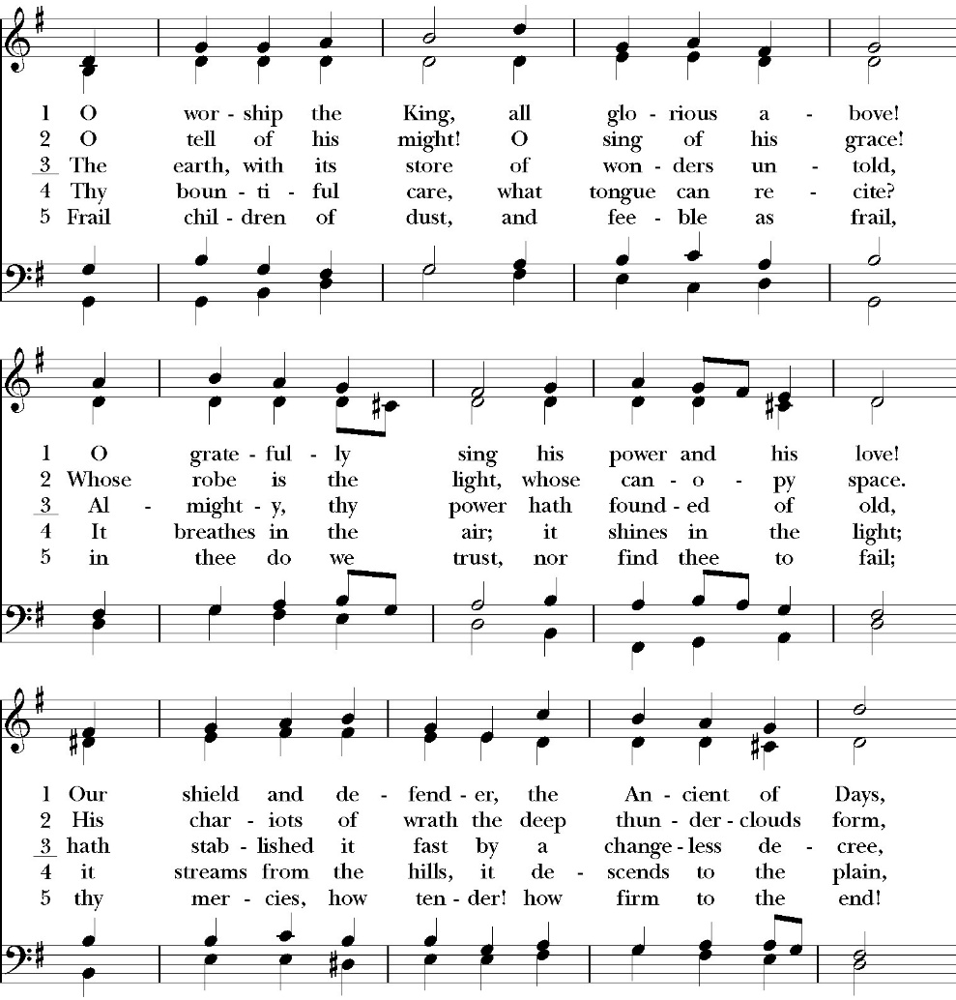 1 O wor - ship the King, all glo - rious a - bove!
2 O tell of his might! O sing of his grace!
3 The earth, with its store of won - ders un - told,
4 Thy boun - ti - ful care, what tongue can re - cite?
5 Frail chil - dren of dust, and fee - ble as frail,
1 O grate - ful - ly sing his power and his love!
2 Whose robe is the light, whose can - o - py space.
3 Al - might - y, thy power hath found - ed of old,
4 It breathes in the air; it shines in the light;
5 in thee do we trust, nor find thee to fail;
1 Our shield and de - fend - er, the An - cient of Days,
2 His char - iots of wrath the deep thun - der - clouds form,
3 hath stab - lished it fast by a change - less de - cree,
4 it streams from the hills, it de - scends to the plain,
5 thy mer - cies, how ten - der! how firm to the end!